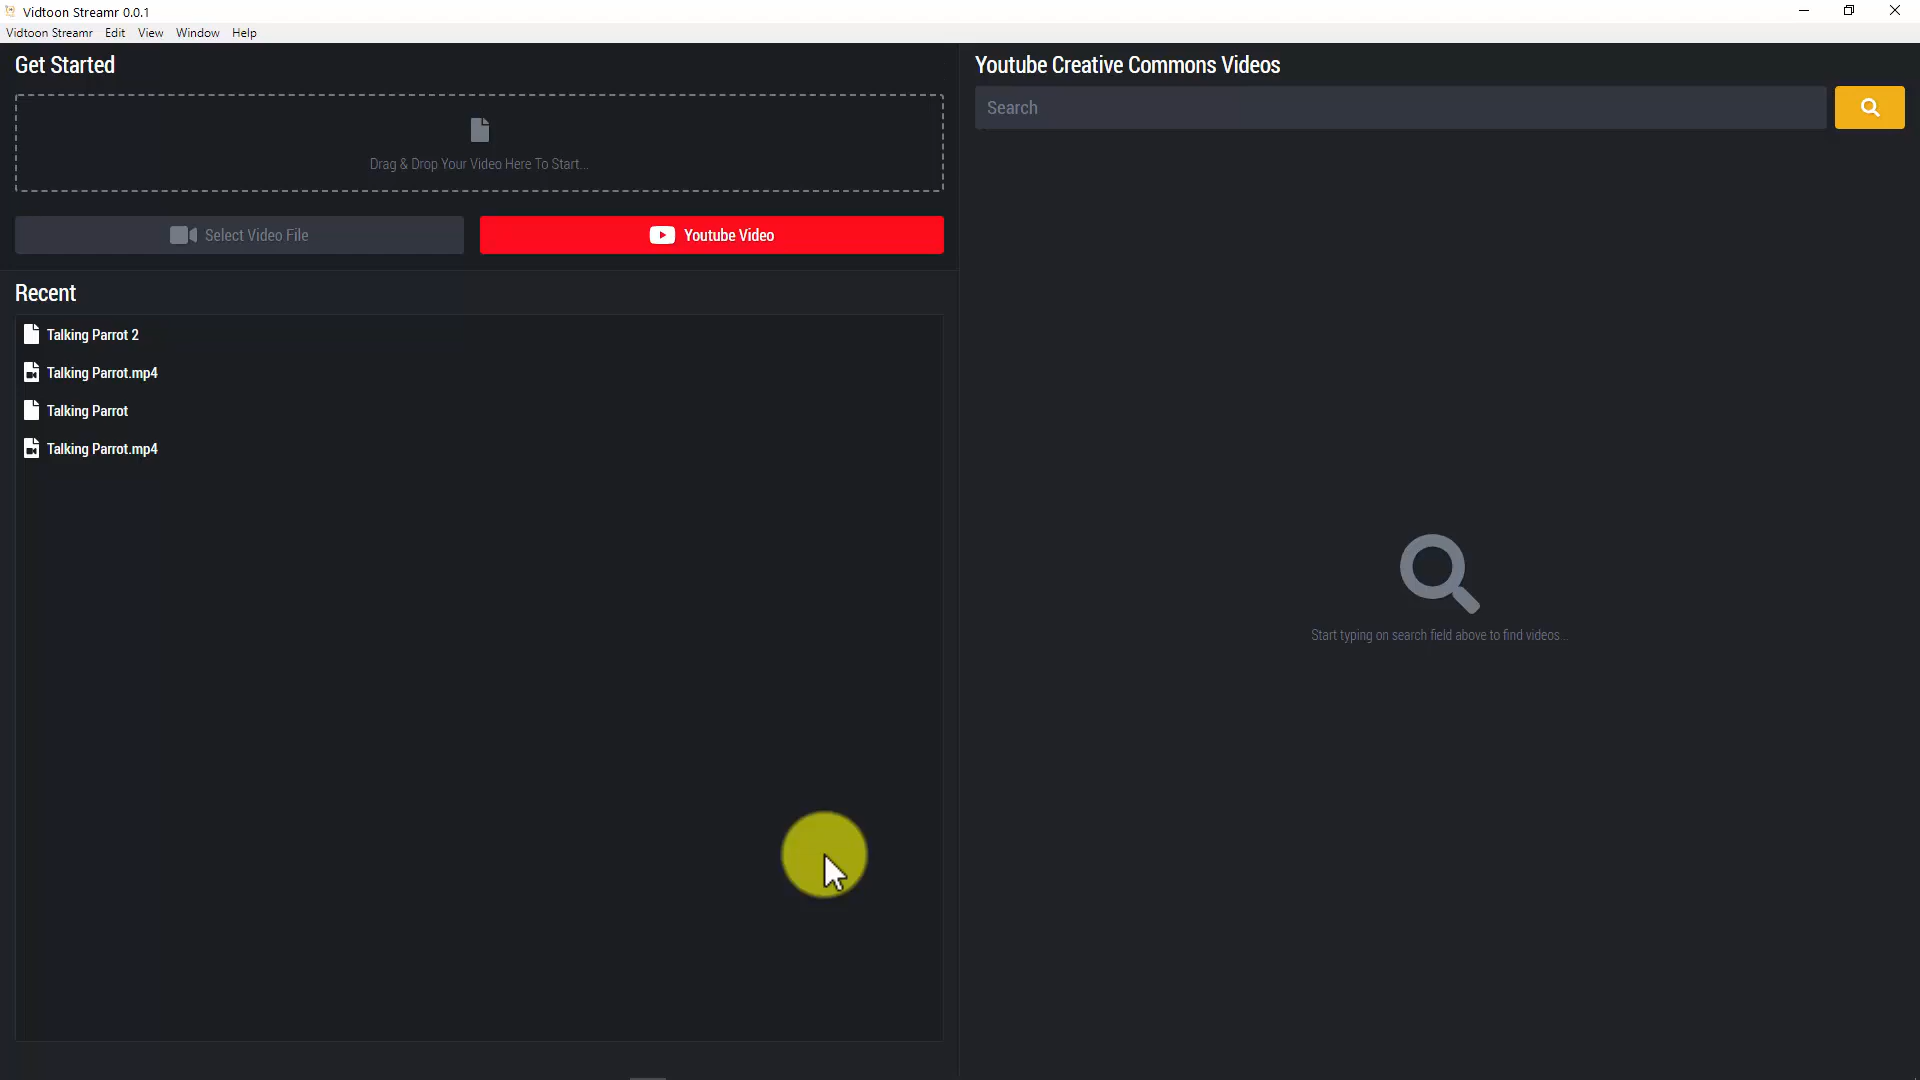 Vidtoon Streamr 0.0.1
Vidtoon Streamr Edit View Window Help
Get Started
Drag & Drop Your Video Here To Start...
Select Video File
Youtube Video
Recent
Talking Parrot 2
Talking Parrot.mp4
Talking Parrot
Talking Parrot.mp4
Youtube Creative Commons Videos
Search
Start typing on search field above to find videos...